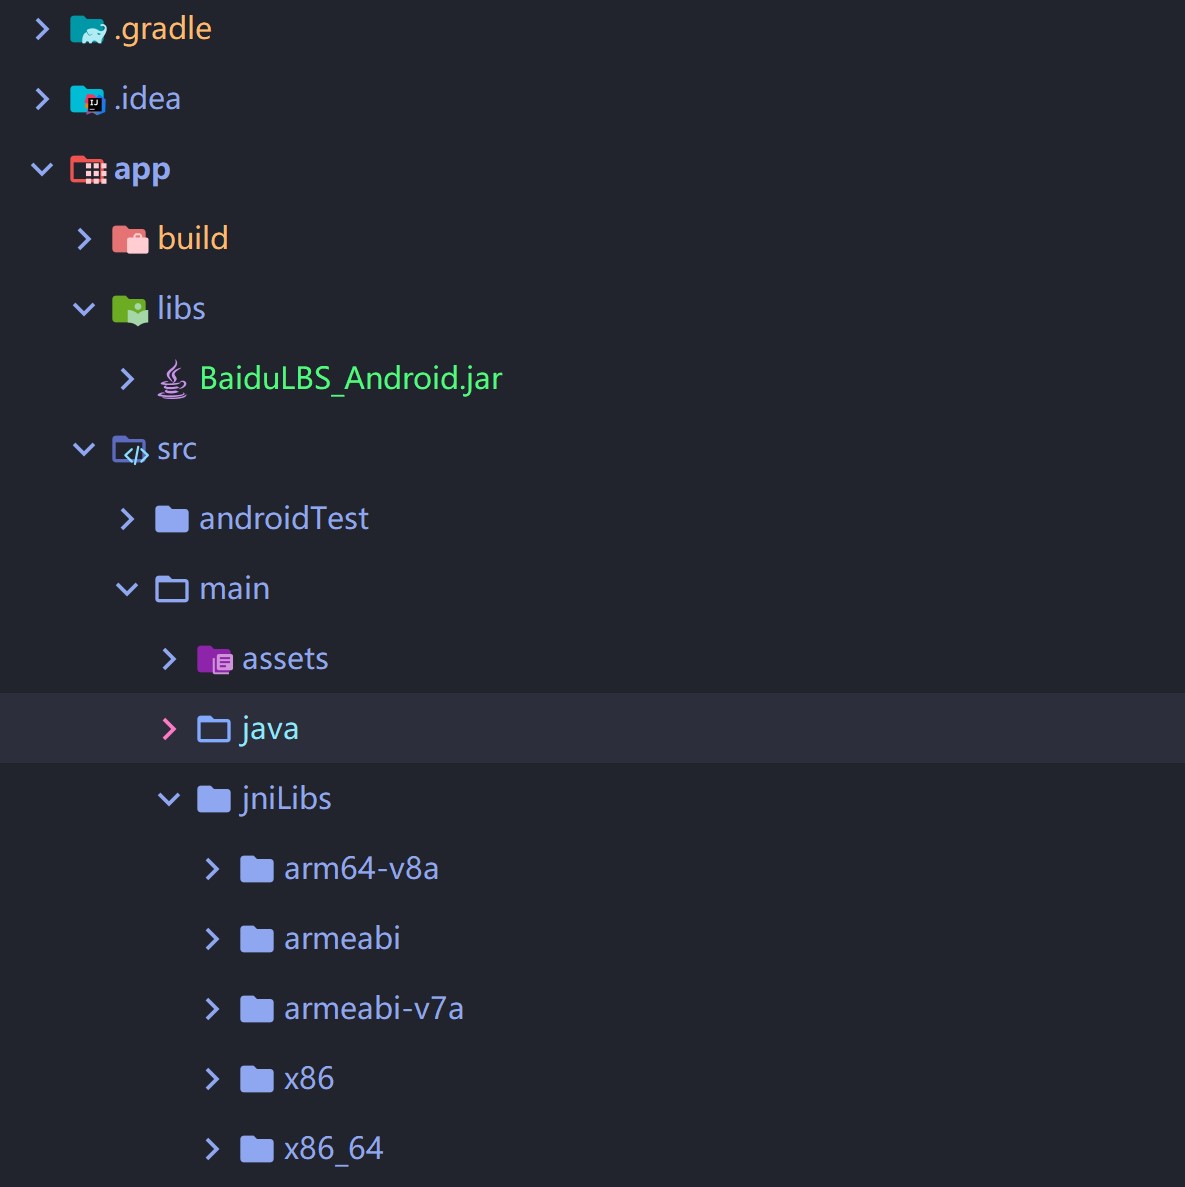 .gradle
.idea
app
build
libs
BaiduLBS_Android.jar
src
androidTest
main
assets
java
jniLibs
arm64-v8a
armeabi
armeabi-v7a
x86
x86_64